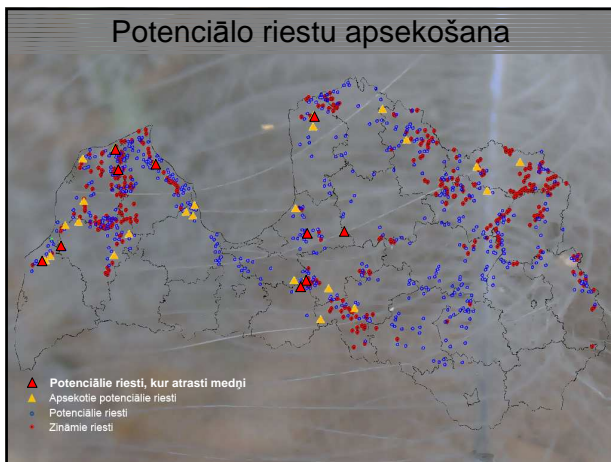 Potenciālo riestu apsekošana
Potenciālie riesti, kur atrasti medņi
Apsekotie potenciālie riesti
Potenciālie riesti
Zināmie riesti